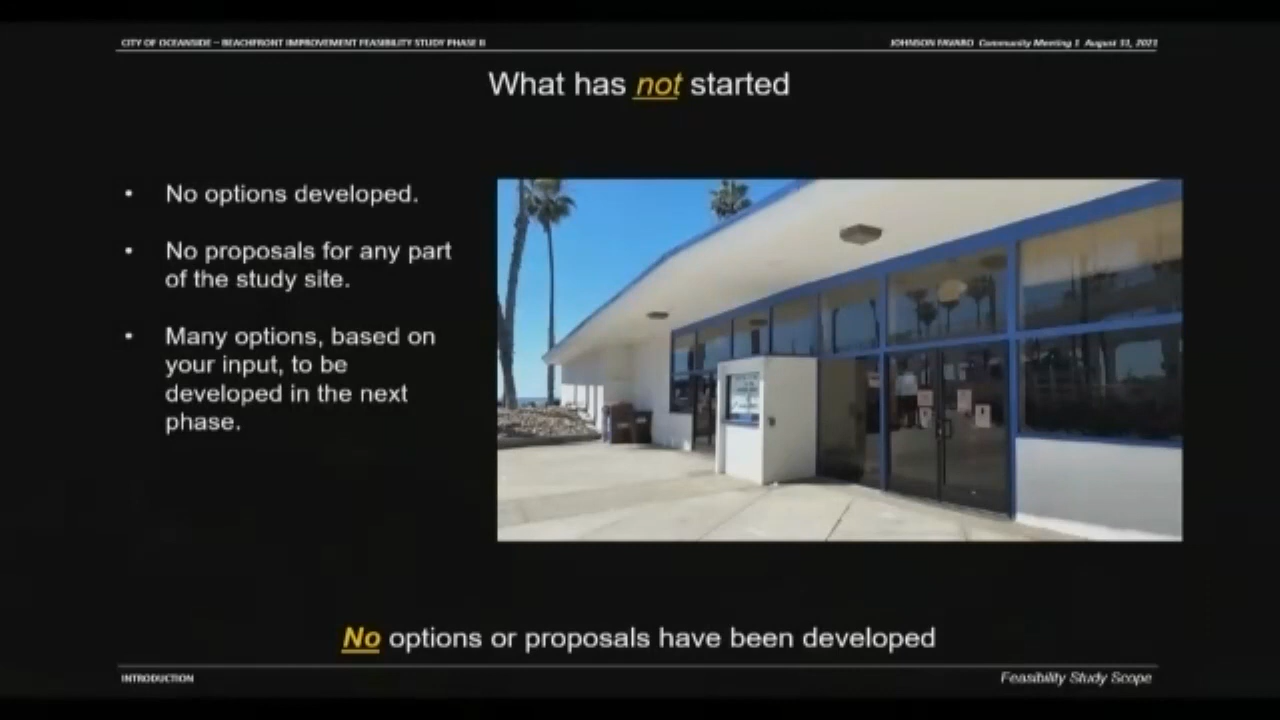 CITY OF OCEANSIDE – BEACHFRONT IMPROVEMENT FEASIBILITY STUDY PHASE II
JOHNSON FAVARO Community Meeting 1 August 31, 2021
What has not started
• No options developed.
• No proposals for any part
of the study site.
• Many options, based on
your input, to be
developed in the next
phase.
No options or proposals have been developed
INTRODUCTION
Feasibility Study Scope